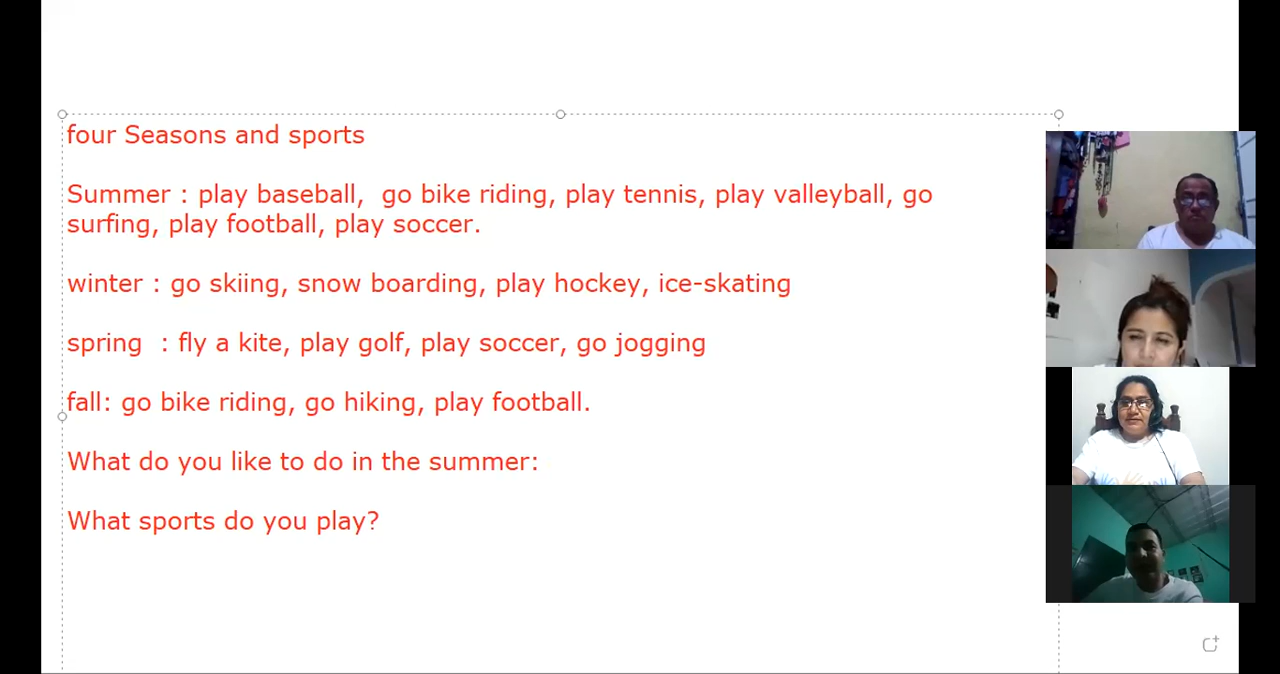 four Seasons and sports
Summer : play baseball,  go bike riding, play tennis, play valleyball, go
surfing, play football, play soccer.
winter : go skiing, snow boarding, play hockey, ice-skating
spring  : fly a kite, play golf, play soccer, go jogging
fall: go bike riding, go hiking, play football.
What do you like to do in the summer:
What sports do you play?